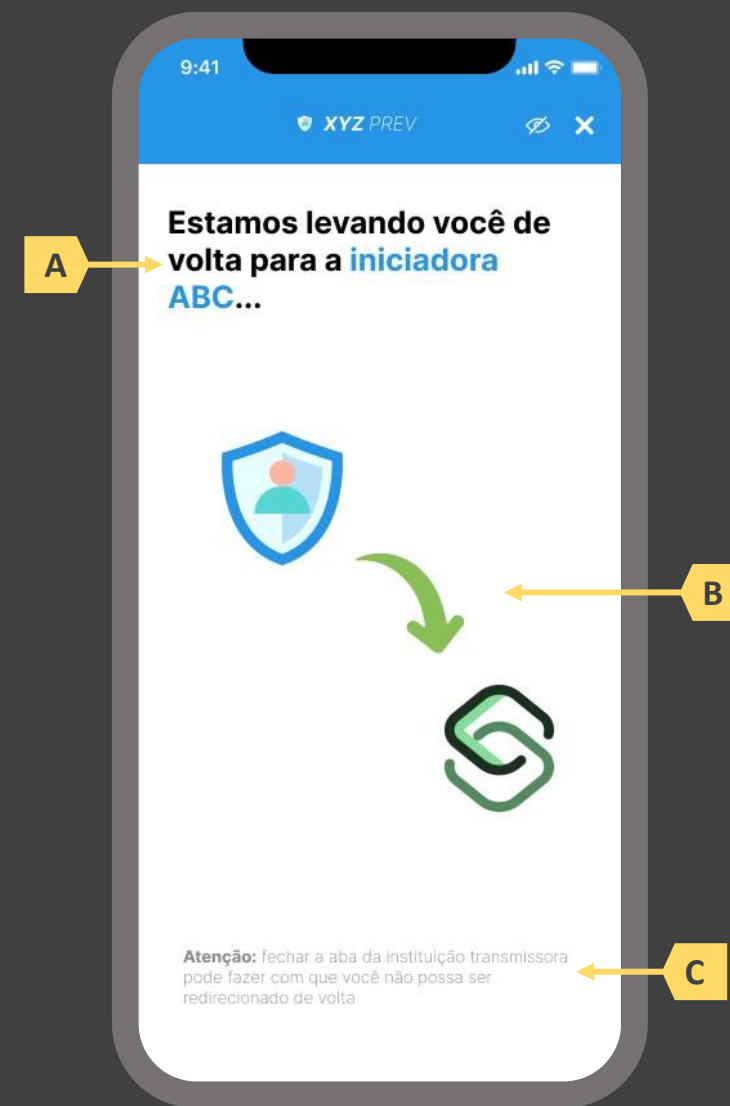 9:41
XYZ PREV
Estamos levando você de
A
volta para a iniciadora
ABC...
B
Atenção: fechar a aba da instituição transmissora
C
pode fazer com que você não possa ser
redirecionado de volta